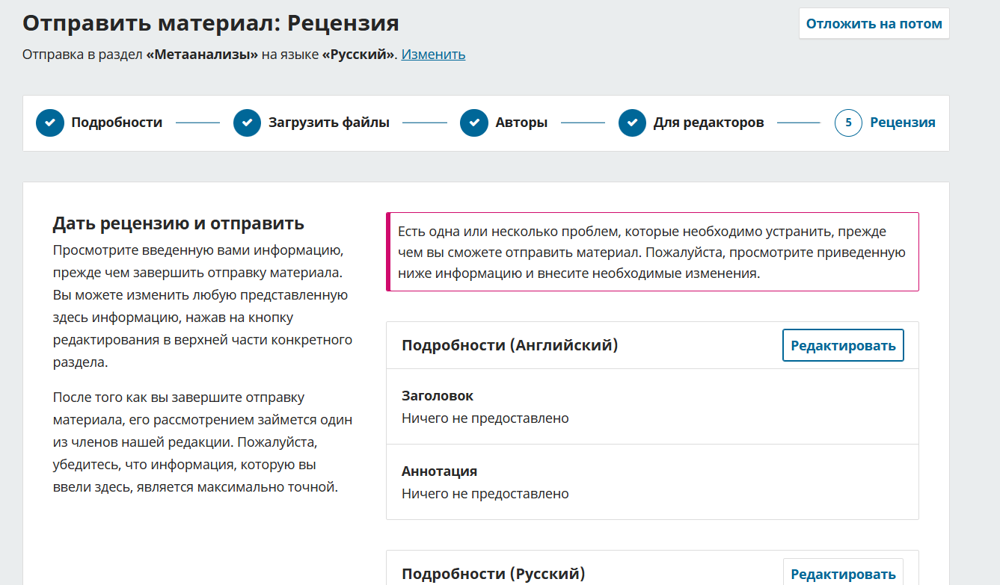 Отправить материал: Рецензия
Отложить на потом
Отправка в раздел «Метаанализы» на языке «Русский». Изменить
Подробности
Загрузить файлы
Авторы
Для редакторов
5
Рецензия
Дать рецензию и отправить
Просмотрите введенную вами информацию,
прежде чем завершить отправку материала.
Вы можете изменить любую представленную
здесь информацию, нажав на кнопку
редактирования в верхней части конкретного
раздела.
После того как вы завершите отправку
материала, его рассмотрением займется один
из членов нашей редакции. Пожалуйста,
убедитесь, что информация, которую вы
ввели здесь, является максимально точной.
Есть одна или несколько проблем, которые необходимо устранить, прежде
чем вы сможете отправить материал. Пожалуйста, просмотрите приведенную
ниже информацию и внесите необходимые изменения.
Подробности (Английский)
Редактировать
Заголовок
Ничего не предоставлено
Аннотация
Ничего не предоставлено
Подробности (Русский)
Редактировать